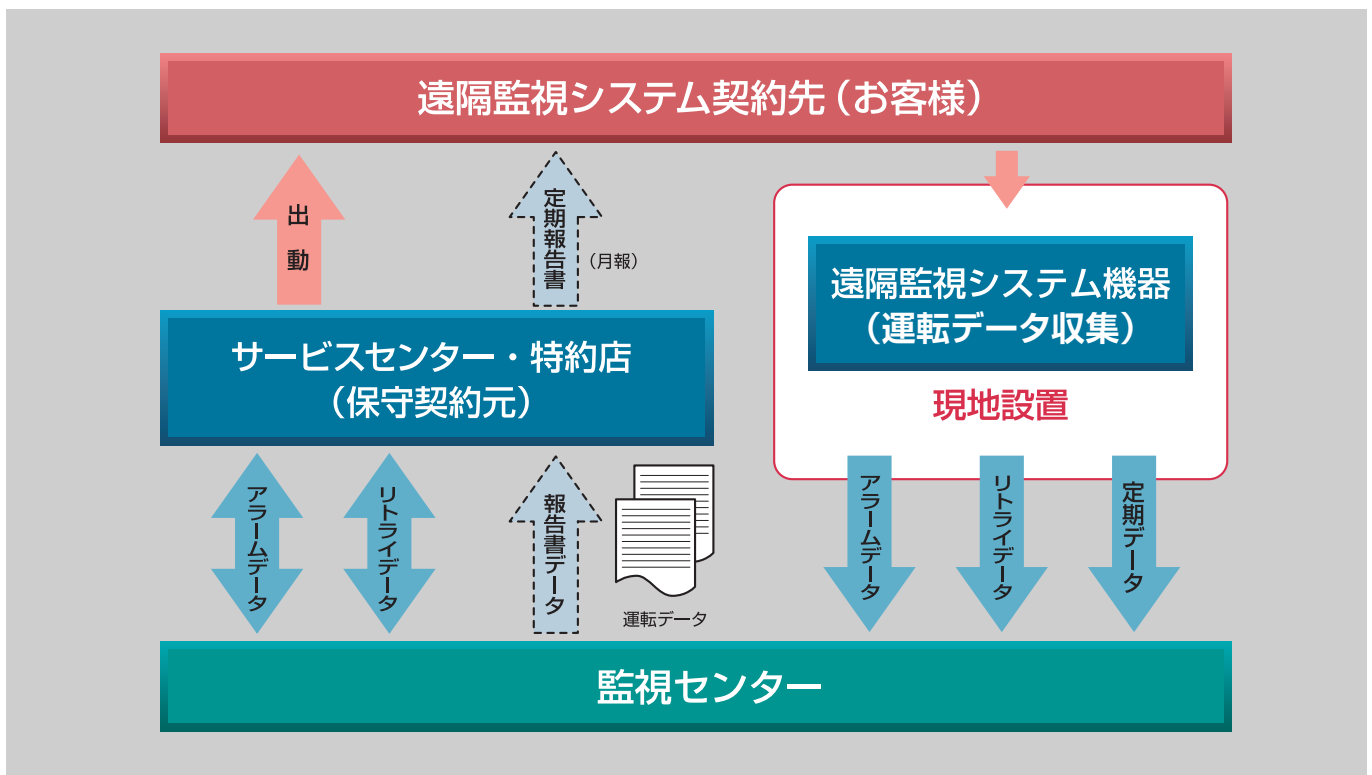 遠隔監視システム契約先（お客様）
出動
定期報告書
（月報）
遠隔監視システム機器
（運転データ収集）
現地設置
サービスセンター・特約店
（保守契約元）
アラームデータ
リトライデータ
報告書データ
運転データ
アラームデータ
リトライデータ
定期データ
監視センター